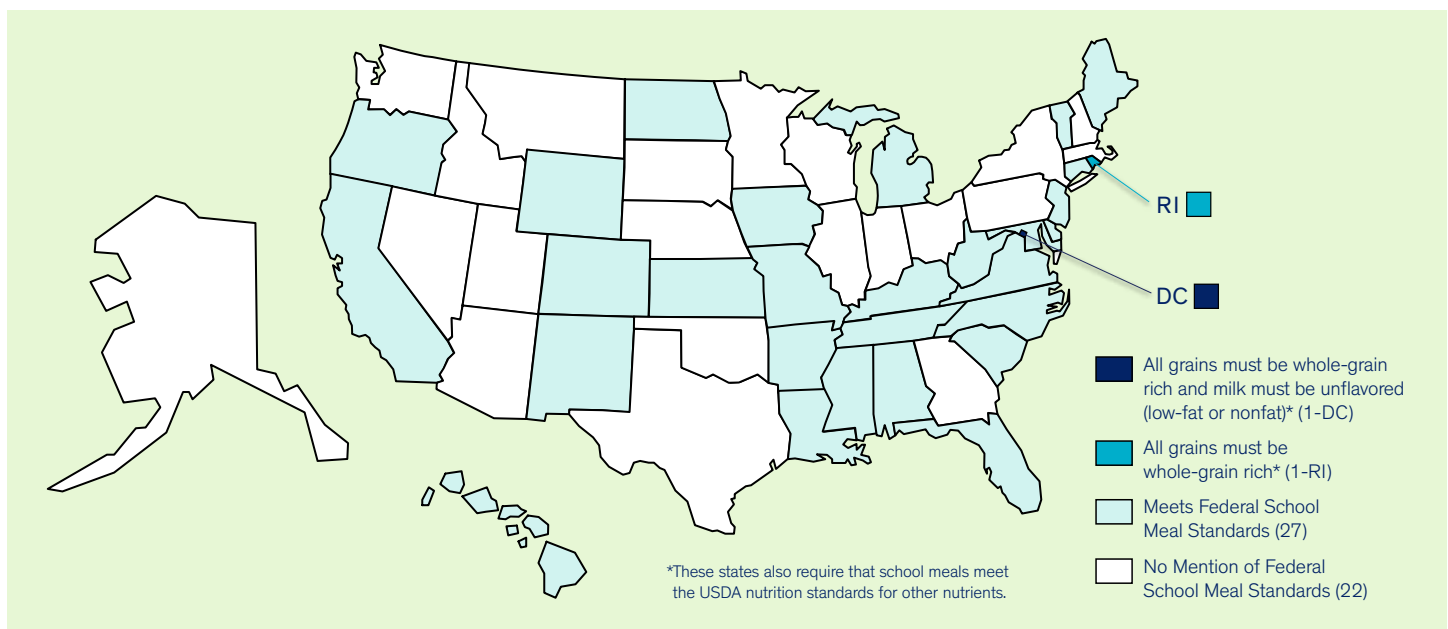 RI
DC
All grains must be whole-grain
rich and milk must be unflavored
(low-fat or nonfat)* (1-DC)
All grains must be
whole-grain rich* (1-RI)
Meets Federal School
Meal Standards (27)
No Mention of Federal
School Meal Standards (22)
*These states also require that school meals meet
the USDA nutrition standards for other nutrients.